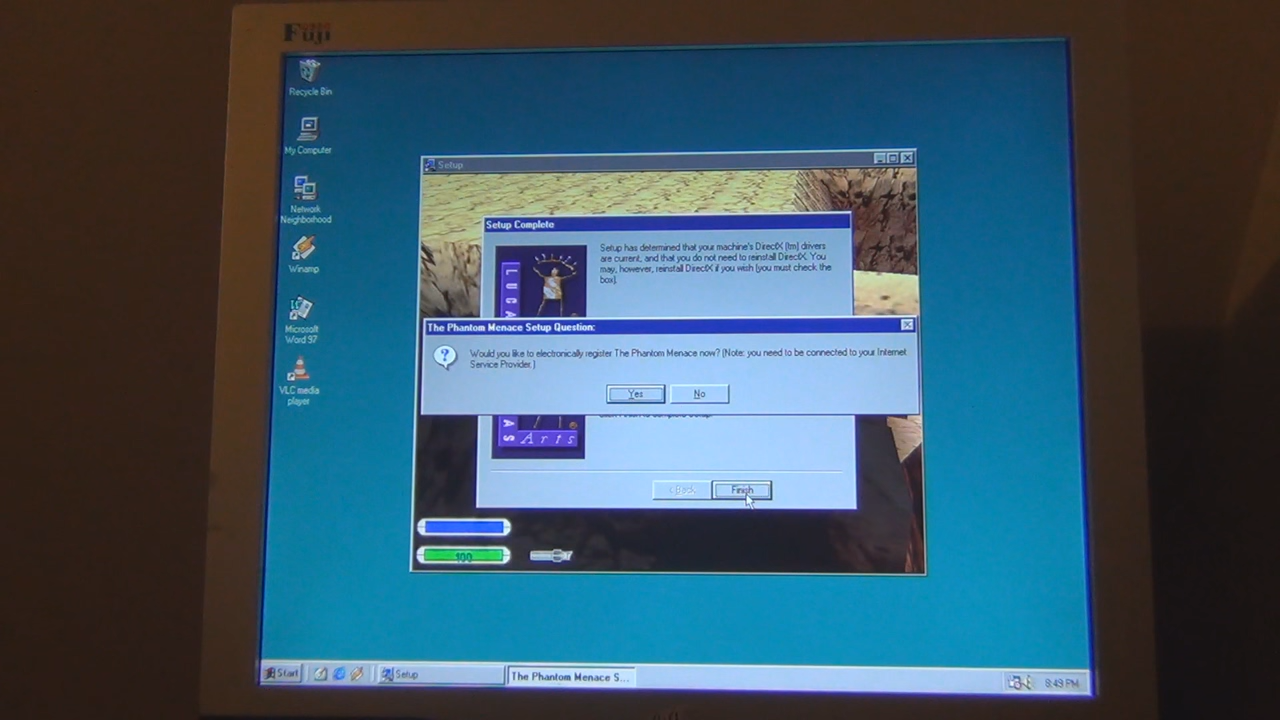 Fuji
Recycle Bin
My Computer
Network
Neighborhood
Winamp
Microsoft
Word 97
VLC media
player
Setup
Setup Complete
Setup has determined that your machine's DirectX (tm) drivers
are current, and that you do not need to reinstall DirectX. You
may, however, reinstall DirectX if you wish (you must check the
box).
L U C A
The Phantom Menace Setup Question:
Would you like to electronically register The Phantom Menace now? (Note: you need to be connected to your Internet
Service Provider.)
Yes
No
A S
Arts
< Back
Finish
100
Start
Setup
The Phantom Menace S...
8:49 PM